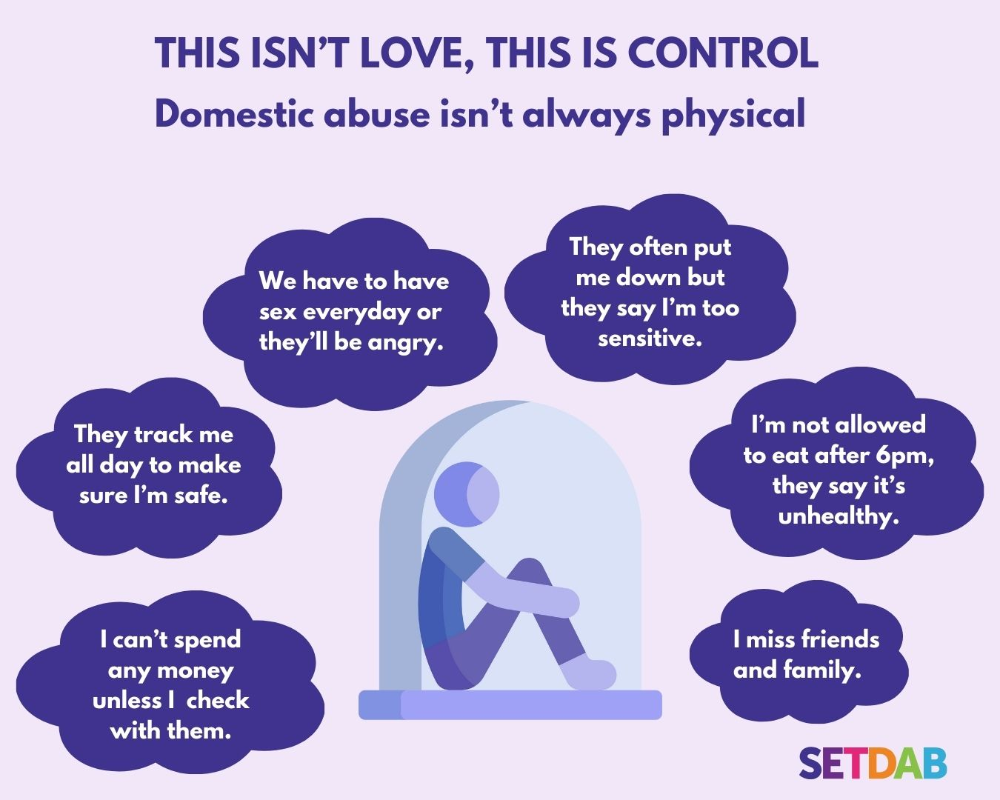 THIS ISN'T LOVE, THIS IS CONTROL
Domestic abuse isn't always physical
We have to have
sex everyday or
they'll be angry.
They often put
me down but
they say I'm too
sensitive.
They track me
all day to make
sure I'm safe.
I'm not allowed
to eat after 6pm,
they say it's
unhealthy.
I can't spend
any money
unless I  check
with them.
I miss friends
and family.
SETDAB